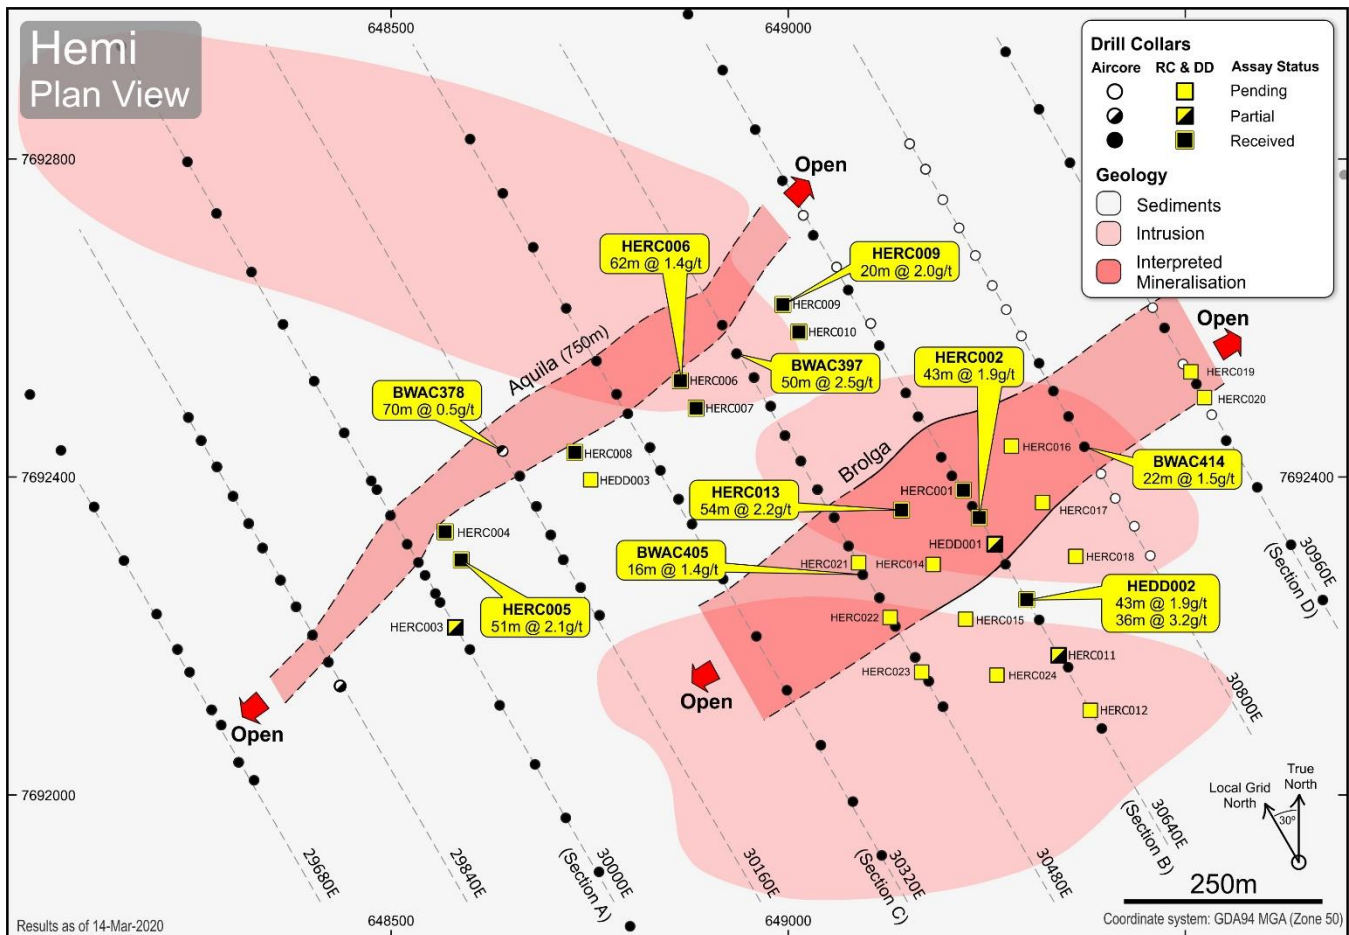 Hemi
Plan View
648500
649000
Drill Collars
Aircore RC & DD Assay Status
Pending
Partial
Received
Geology
Sediments
Intrusion
Interpreted
Mineralisation
7692800
Open
HERC006
62m @ 1.4g/t
HERC009
20m @ 2.0g/t
HERC009
HERC010
Open
Aquila (750m)
BWAC397
50m @ 2.5g/t
HERC002
43m @ 1.9g/t
HERC019
HERC006
HERC020
BWAC378
70m @ 0.5g/t
HERC007
HERC008
HERC016
Brolga
BWAC414
22m @ 1.5g/t
7692400
7692400
HEDD003
HERC013
54m @ 2.2g/t
HERC001
HERC017
HERC004
HEDD001
BWAC405
16m @ 1.4g/t
HERC021
HERC014
HERC018
30960E
(Section D)
HERC005
51m @ 2.1g/t
HEDD002
43m @ 1.9g/t
36m @ 3.2g/t
HERC003
HERC022
HERC015
HERC011
HERC023
HERC024
Open
Open
HERC012
30800E
7692000
True
North
Local Grid
North
30º
29680E
29840E
30000E
(Section A)
30160E
30320E
(Section C)
30480E
30640E
(Section B)
250m
648500
649000
Results as of 14-Mar-2020
Coordinate system: GDA94 MGA (Zone 50)